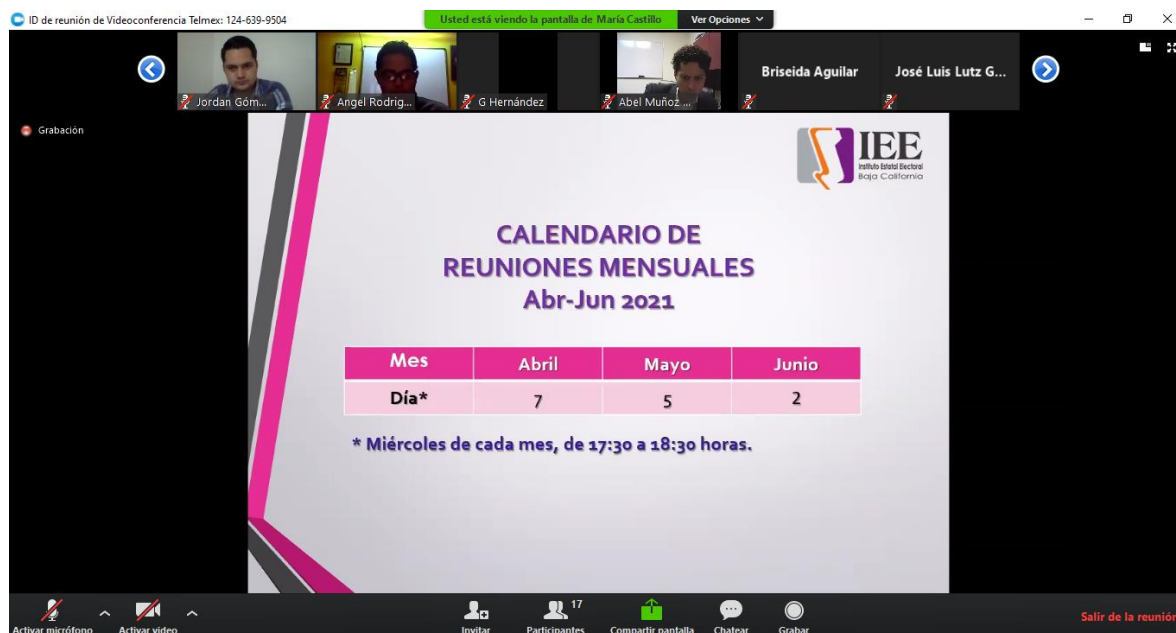 ID de reunión de Videoconferencia Telmex: 124-639-9504
Usted está viendo la pantalla de María Castillo
Ver Opciones
Jordan Góm...
Angel Rodrig...
G Hernández
Abel Muñoz ...
Briseida Aguilar
José Luis Lutz G...
Grabación
IEE
Instituto Estatal Electoral
Baja California
CALENDARIO DE
REUNIONES MENSUALES
Abr-Jun 2021
Mes Abril Mayo Junio
Día* 7 5 2
* Miércoles de cada mes, de 17:30 a 18:30 horas.
Activar micrófono
Activar video
Invitar
Participantes
17
Compartir pantalla
Chatear
Grabar
Salir de la reunión